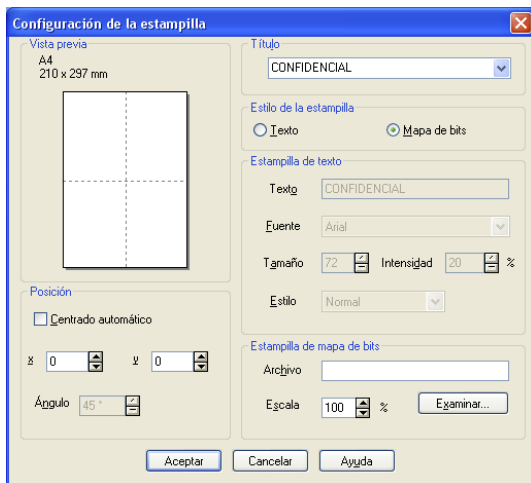 Configuración de la estampilla
Vista previa
A4
210 x 297 mm
Título
CONFIDENCIAL
Estilo de la estampilla
Texto
Mapa de bits
Estampilla de texto
Texto CONFIDENCIAL
Fuente Arial
Tamaño 72 Intensidad 20 %
Estilo Normal
Posición
Centrado automático
x 0 y 0
Ángulo 45 °
Estampilla de mapa de bits
Archivo
Escala 100 % Examinar...
Aceptar Cancelar Ayuda